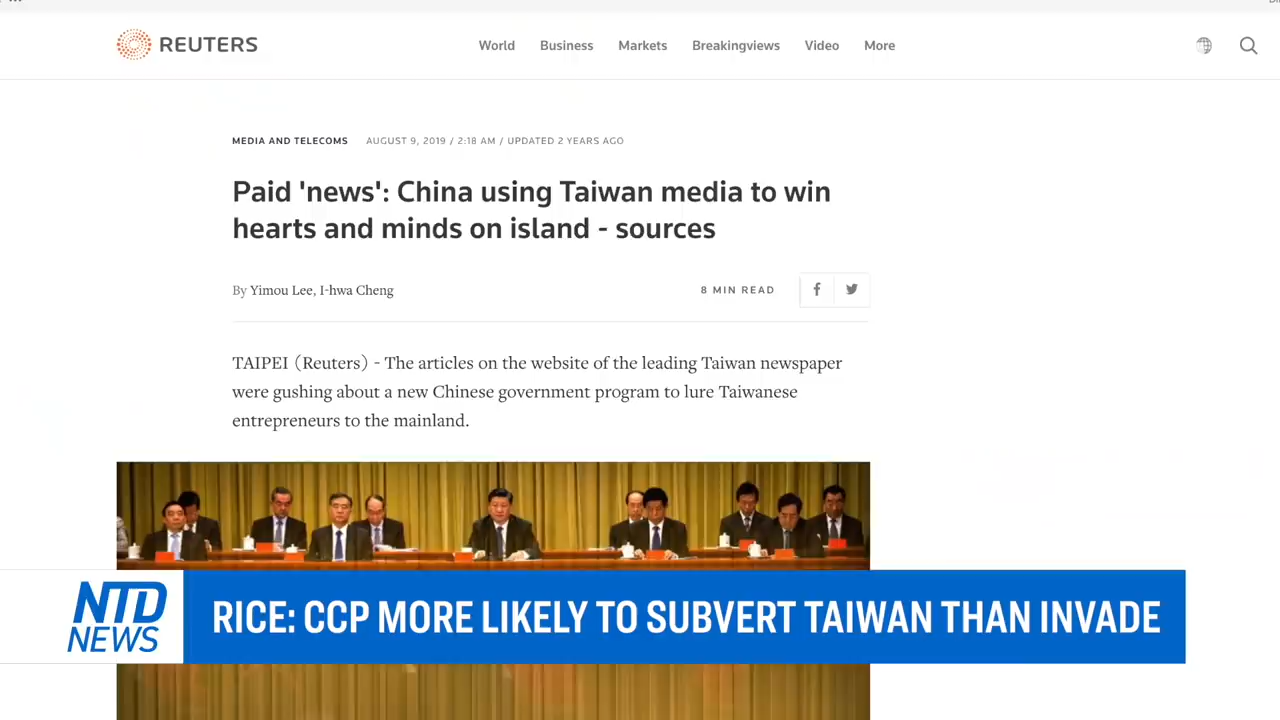 REUTERS
World Business Markets Breakingviews Video More
MEDIA AND TELECOMS AUGUST 9, 2019 / 2:18 AM / UPDATED 2 YEARS AGO
Paid 'news': China using Taiwan media to win
hearts and minds on island - sources
By Yimou Lee, I-hwa Cheng
8 MIN READ
TAIPEI (Reuters) - The articles on the website of the leading Taiwan newspaper
were gushing about a new Chinese government program to lure Taiwanese
entrepreneurs to the mainland.
NTD
NEWS
RICE: CCP MORE LIKELY TO SUBVERT TAIWAN THAN INVADE